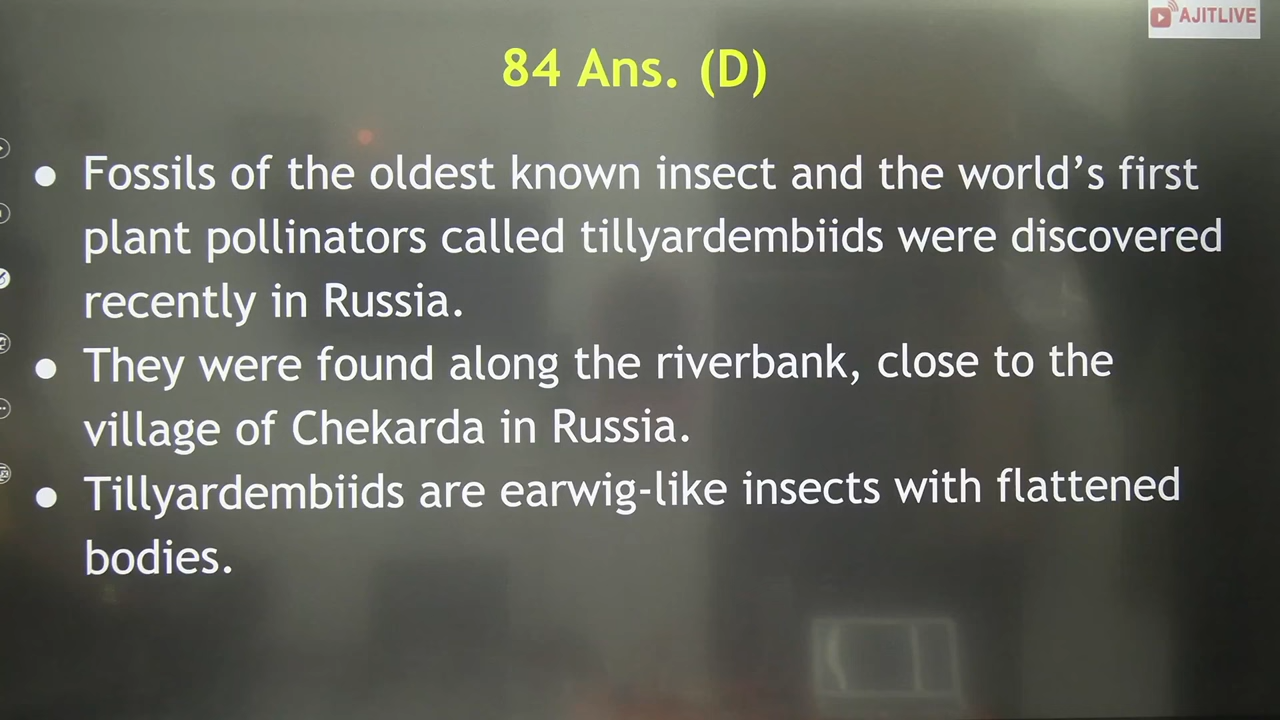 AJITLIVE
84 Ans. (D)
● Fossils of the oldest known insect and the world’s first
plant pollinators called tillyardembiids were discovered
recently in Russia.
● They were found along the riverbank, close to the
village of Chekarda in Russia.
● Tillyardembiids are earwig-like insects with flattened
bodies.